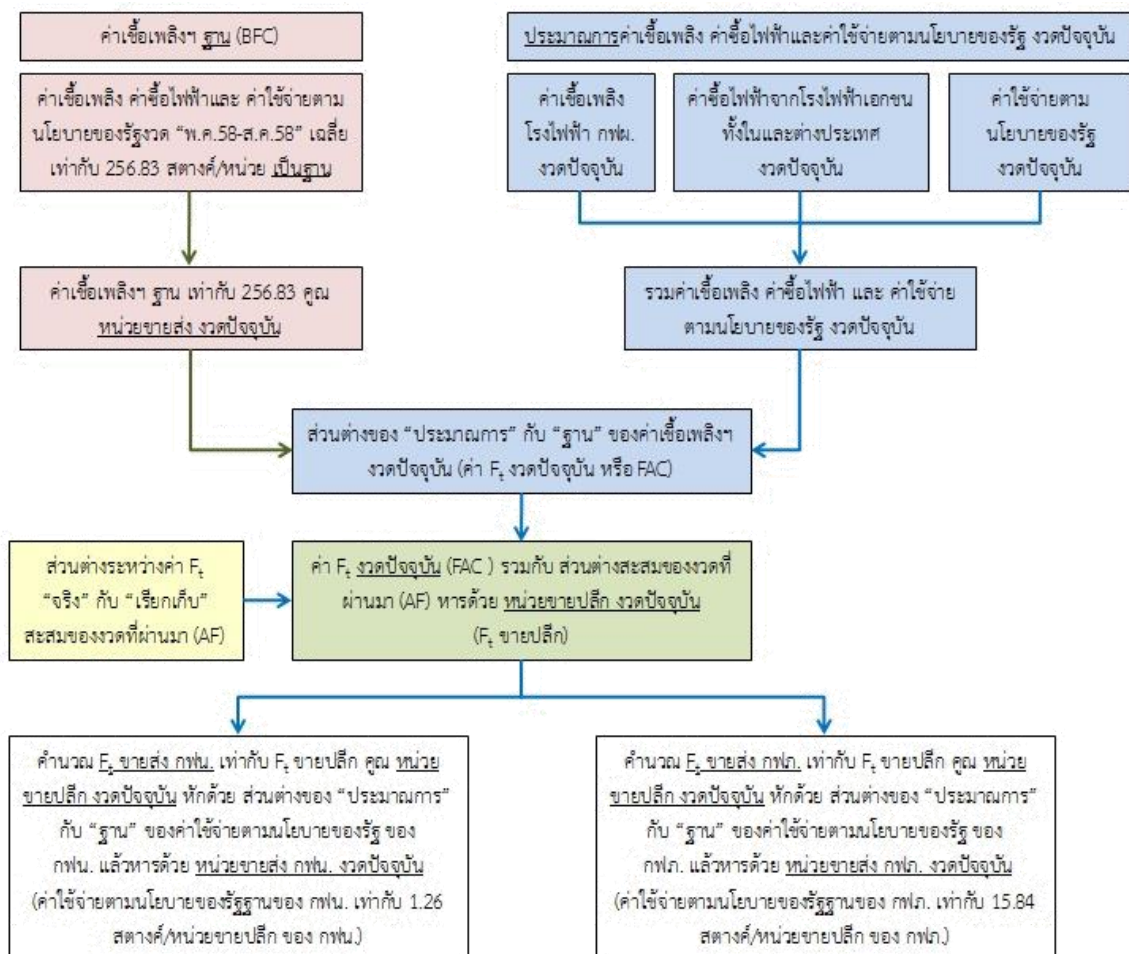 ค่าเชื้อเพลิงฯ ฐาน (BFC)
ค่าเชื้อเพลิง ค่าซื้อไฟฟ้าและ ค่าใช้จ่ายตาม
นโยบายของรัฐงวด “พ.ค.58-ส.ค.58” เฉลี่ย
เท่ากับ 256.83 สตางค์/หน่วย เป็นฐาน
ค่าเชื้อเพลิงฯ ฐาน เท่ากับ 256.83 คูณ
หน่วยขายส่ง งวดปัจจุบัน
ประมาณการค่าเชื้อเพลิง ค่าซื้อไฟฟ้าและค่าใช้จ่ายตามนโยบายของรัฐ งวดปัจจุบัน
ค่าเชื้อเพลิง
โรงไฟฟ้า กฟผ.
งวดปัจจุบัน
ค่าซื้อไฟฟ้าจากโรงไฟฟ้าเอกชน
ทั้งในและต่างประเทศ
งวดปัจจุบัน
ค่าใช้จ่ายตาม
นโยบายของรัฐ
งวดปัจจุบัน
รวมค่าเชื้อเพลิง ค่าซื้อไฟฟ้า และ ค่าใช้จ่าย
ตามนโยบายของรัฐ งวดปัจจุบัน
ส่วนต่างของ “ประมาณการ” กับ “ฐาน” ของค่าเชื้อเพลิงฯ
งวดปัจจุบัน (ค่า Ft งวดปัจจุบัน หรือ FAC)
ส่วนต่างระหว่างค่า Ft
“จริง” กับ “เรียกเก็บ”
สะสมของงวดที่ผ่านมา (AF)
ค่า Ft งวดปัจจุบัน (FAC ) รวมกับ ส่วนต่างสะสมของงวดที่
ผ่านมา (AF) หารด้วย หน่วยขายปลีก งวดปัจจุบัน
(Ft ขายปลีก)
คำนวณ Ft ขายส่ง กฟน. เท่ากับ Ft ขายปลีก คูณ หน่วย
ขายปลีก งวดปัจจุบัน หักด้วย ส่วนต่างของ “ประมาณการ”
กับ “ฐาน” ของค่าใช้จ่ายตามนโยบายของรัฐ ของ
กฟน. แล้วหารด้วย หน่วยขายส่ง กฟน. งวดปัจจุบัน
(ค่าใช้จ่ายตามนโยบายของรัฐฐานของ กฟน. เท่ากับ 1.26
สตางค์/หน่วยขายปลีก ของ กฟน.)
คำนวณ Ft ขายส่ง กฟภ. เท่ากับ Ft ขายปลีก คูณ หน่วย
ขายปลีก งวดปัจจุบัน หักด้วย ส่วนต่างของ “ประมาณการ”
กับ “ฐาน” ของค่าใช้จ่ายตามนโยบายของรัฐ ของ
กฟภ. แล้วหารด้วย หน่วยขายส่ง กฟภ. งวดปัจจุบัน
(ค่าใช้จ่ายตามนโยบายของรัฐฐานของ กฟภ. เท่ากับ 15.84
สตางค์/หน่วยขายปลีก ของ กฟภ.)